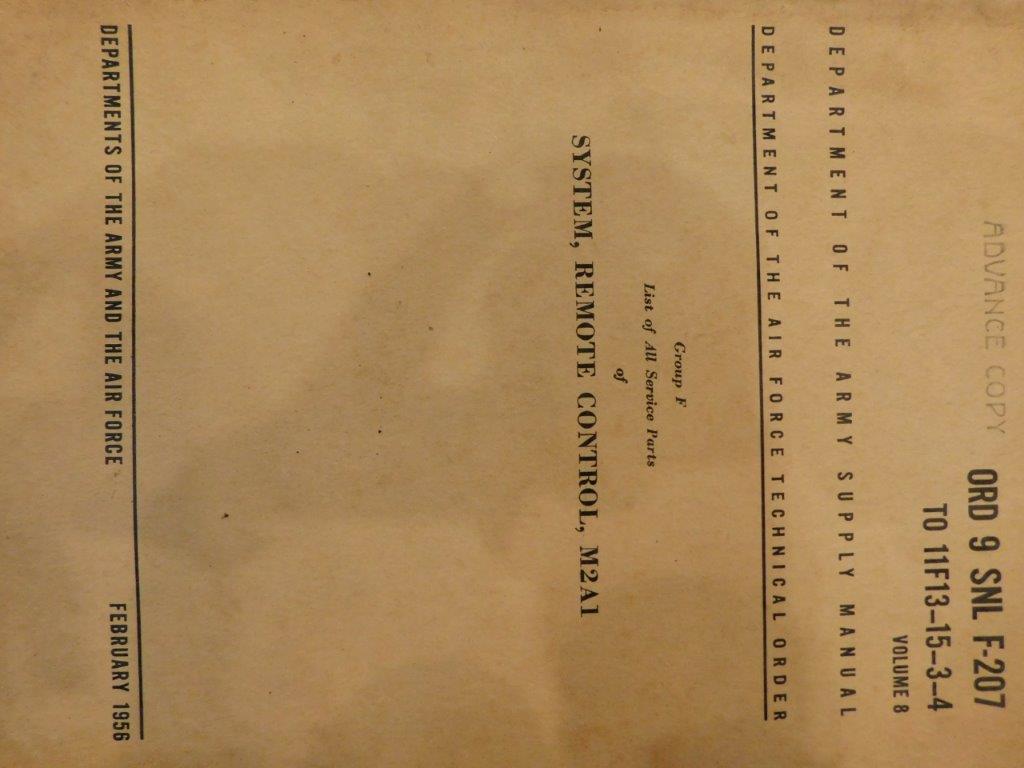 ADVANCE COPY
ORD 9 SNL F-207
TO 11F13-15-3-4
VOLUME 8
DEPARTMENT OF THE ARMY SUPPLY MANUAL
DEPARTMENT OF THE AIR FORCE TECHNICAL ORDER
Group F
List of All Service Parts
of
SYSTEM, REMOTE CONTROL, M2A1
DEPARTMENTS OF THE ARMY AND THE AIR FORCE FEBRUARY 1956